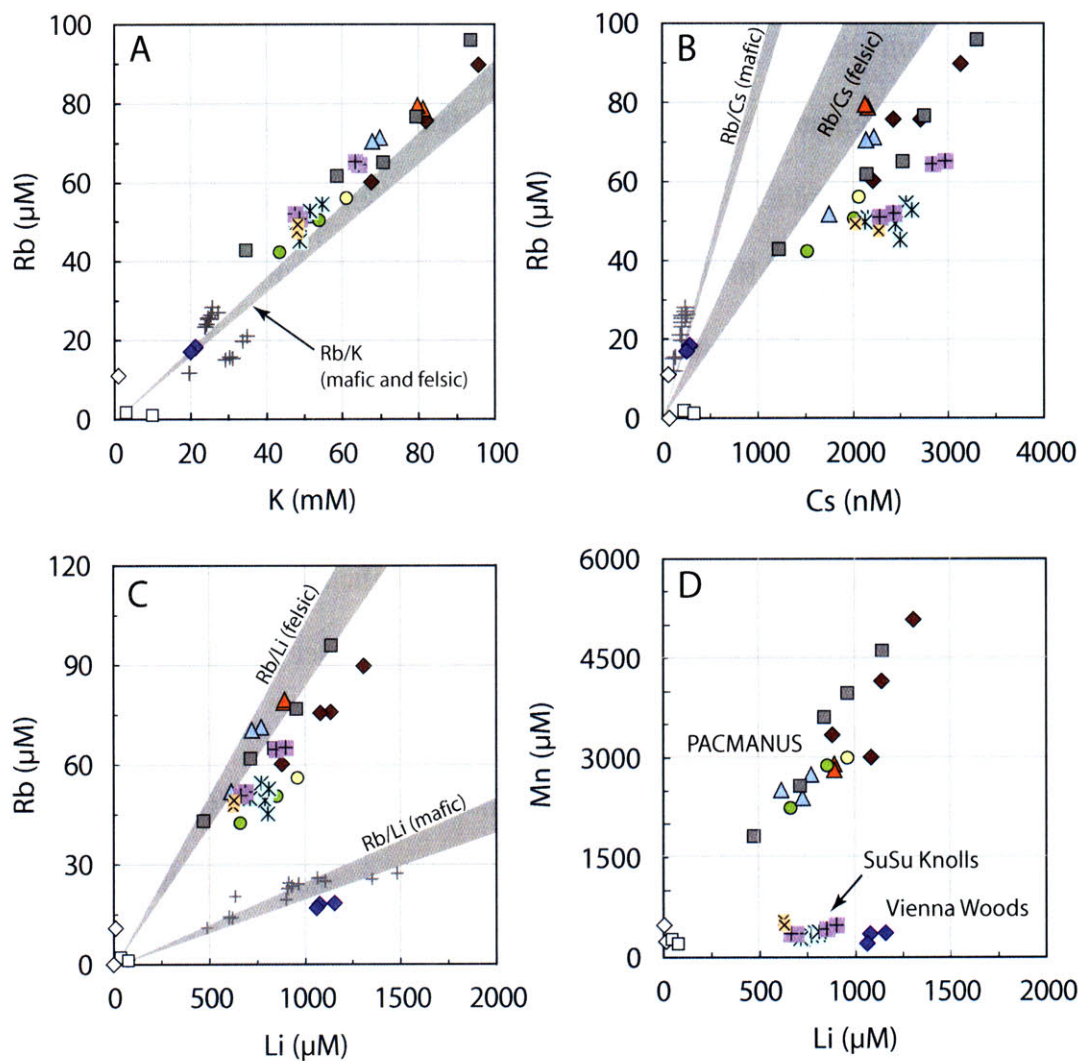 A
100
80
60
40
20
0
Rb (μM)
0
20
40
60
80
100
K (mM)
Rb/K
(mafic and felsic)
B
100
80
60
40
20
0
Rb (μM)
0
1000
2000
3000
4000
Cs (nM)
Rb/Cs (mafic)
Rb/Cs (felsic)
C
120
90
60
30
0
Rb (μM)
0
500
1000
1500
2000
Li (μM)
Rb/Li (felsic)
Rb/Li (mafic)
D
6000
4500
3000
1500
0
Mn (μM)
0
500
1000
1500
2000
Li (μM)
PACMANUS
SuSu Knolls
Vienna Woods